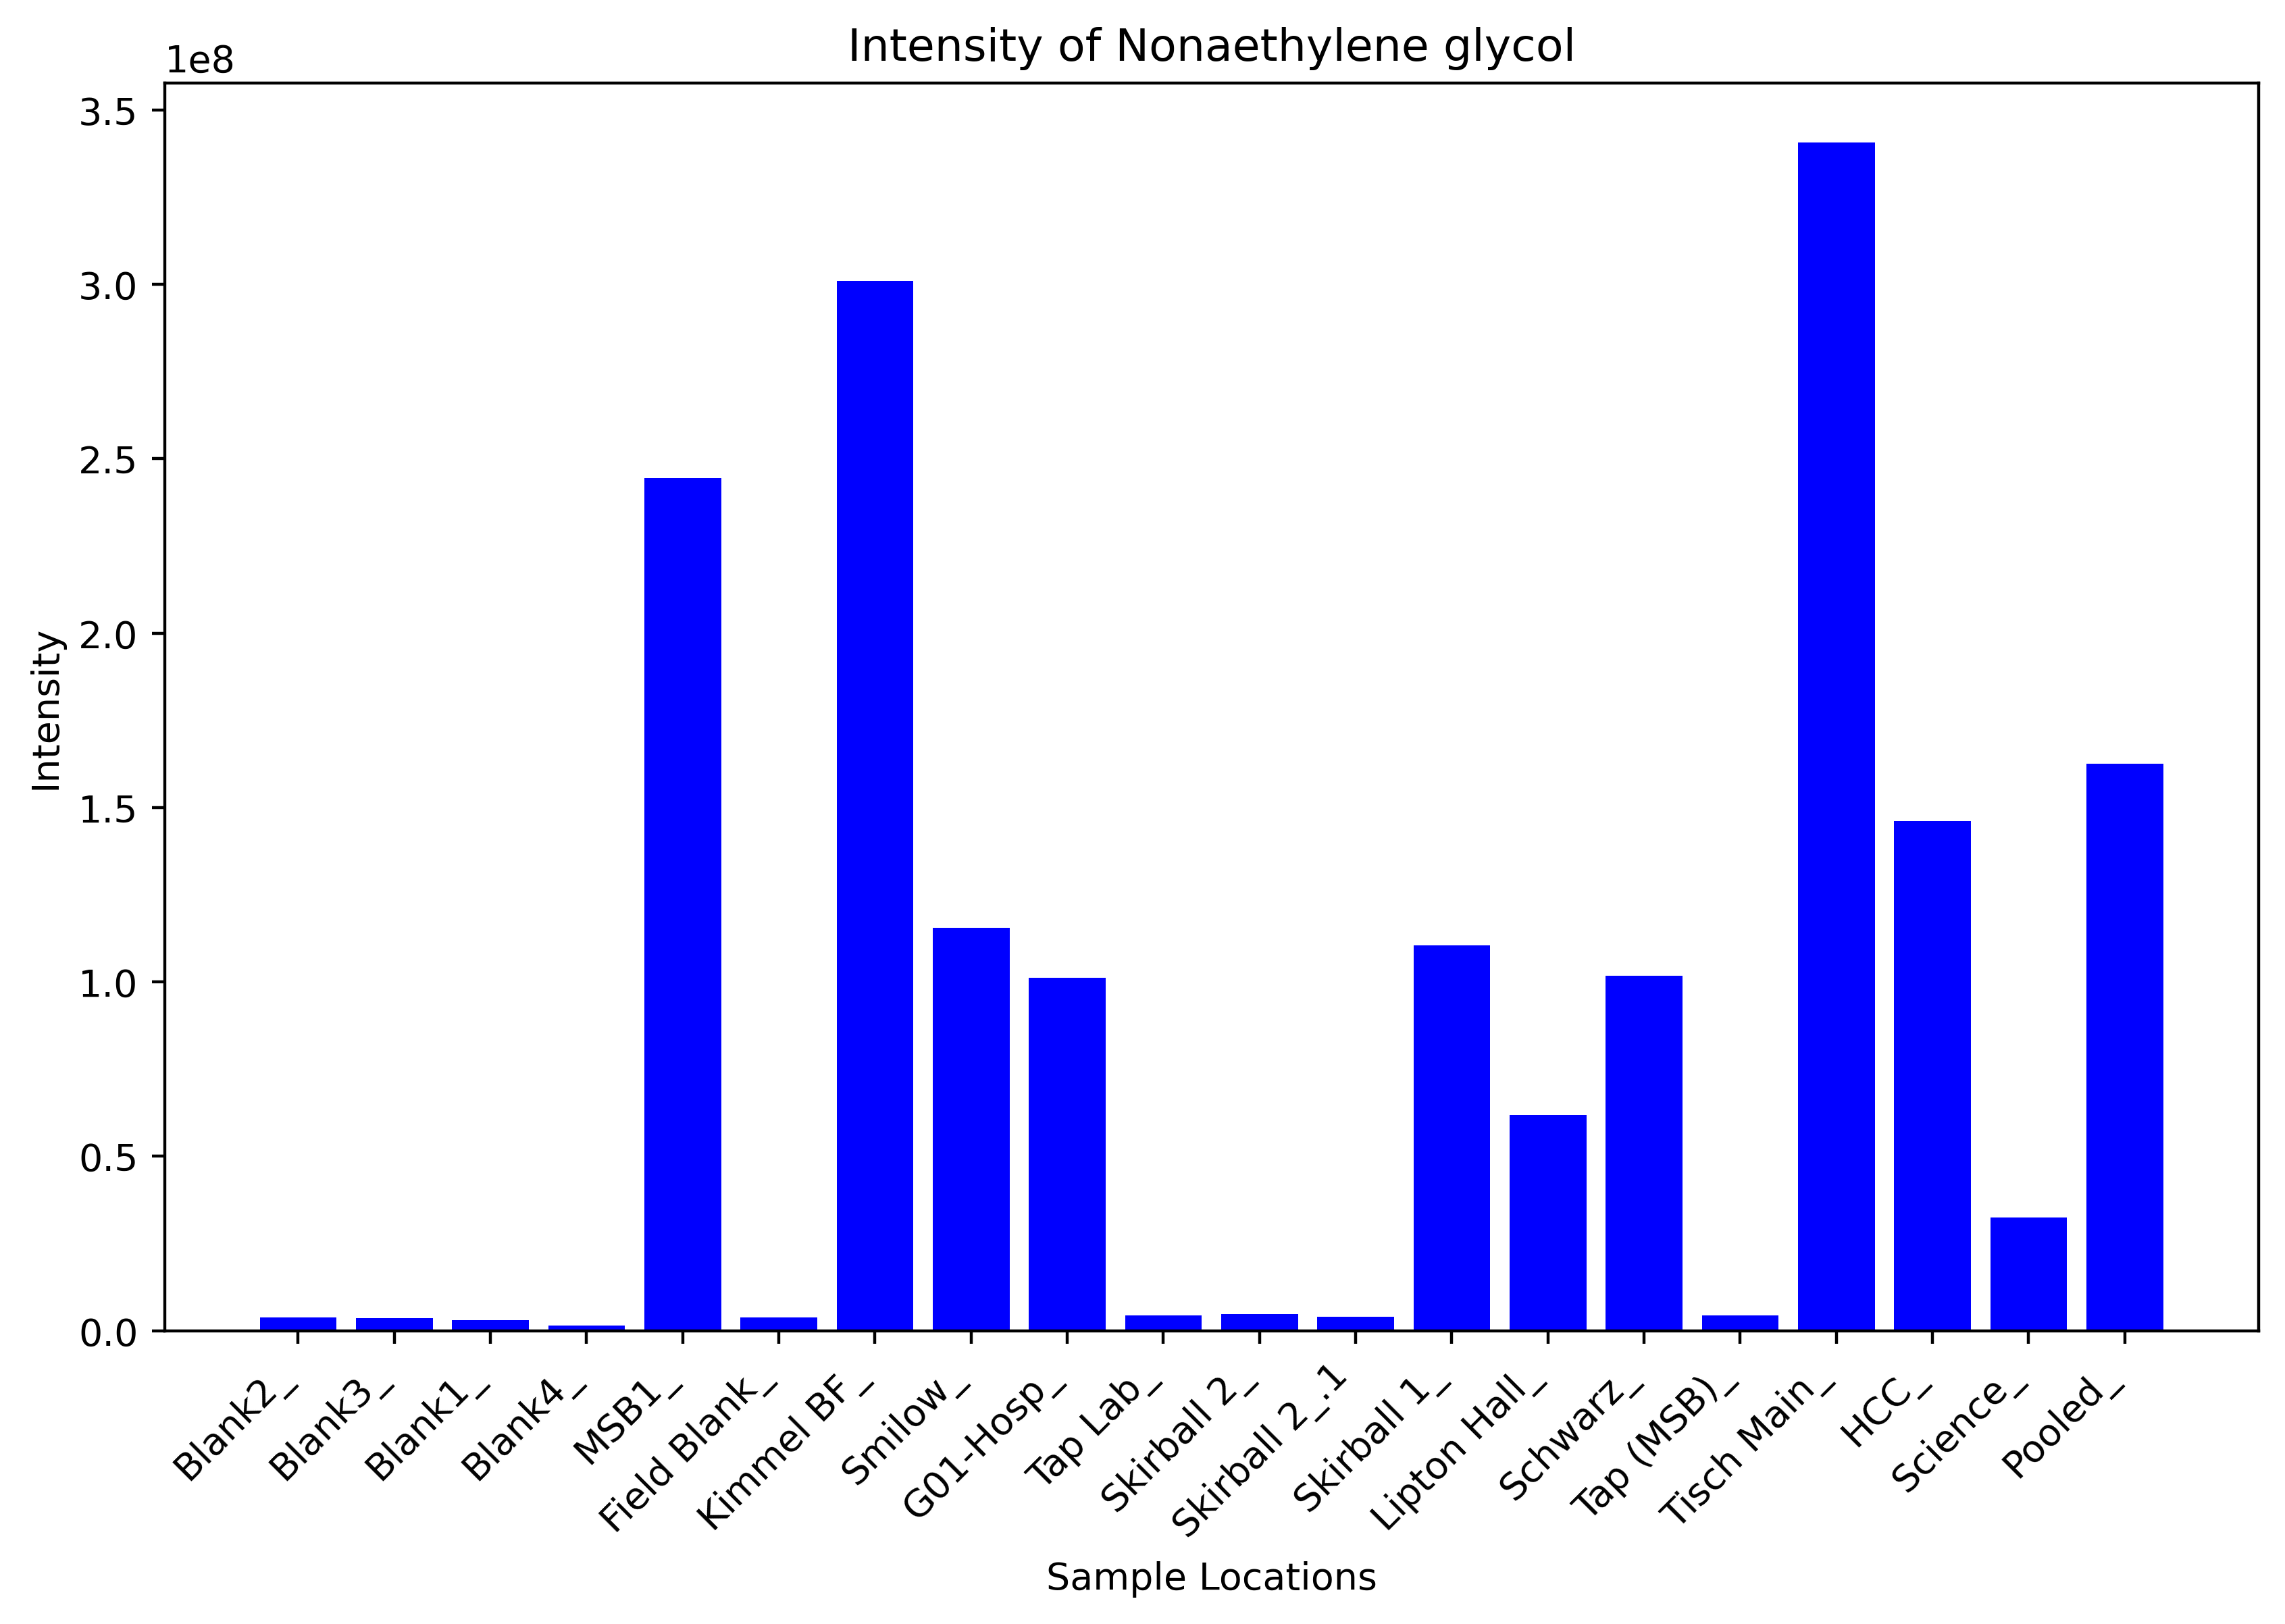 Intensity of Nonaethylene glycol
1e8
3.5
3.0
2.5
2.0
1.5
1.0
0.5
0.0
Intensity
Blank2_
Blank3_
Blank1_
Blank4_
MSB1_
Field Blank_
Kimmel BF_
Smilow_
G01-Hosp_
Tap Lab_
Skirball 2_
Skirball 2_.1
Skirball 1_
Lipton Hall_
Schwarz_
Tap (MSB)_
Tisch Main_
HCC_
Science_
Pooled_
Sample Locations